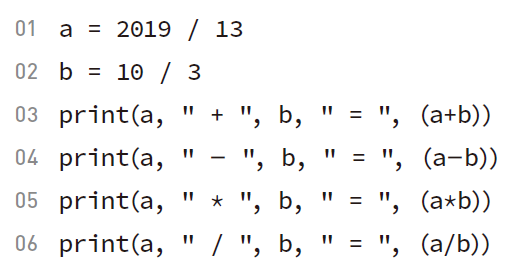 01 a = 2019 / 13
02 b = 10 / 3
03 print(a, " + ", b, " = ", (a+b))
04 print(a, " − ", b, " = ", (a−b))
05 print(a, " * ", b, " = ", (a*b))
06 print(a, " / ", b, " = ", (a/b))